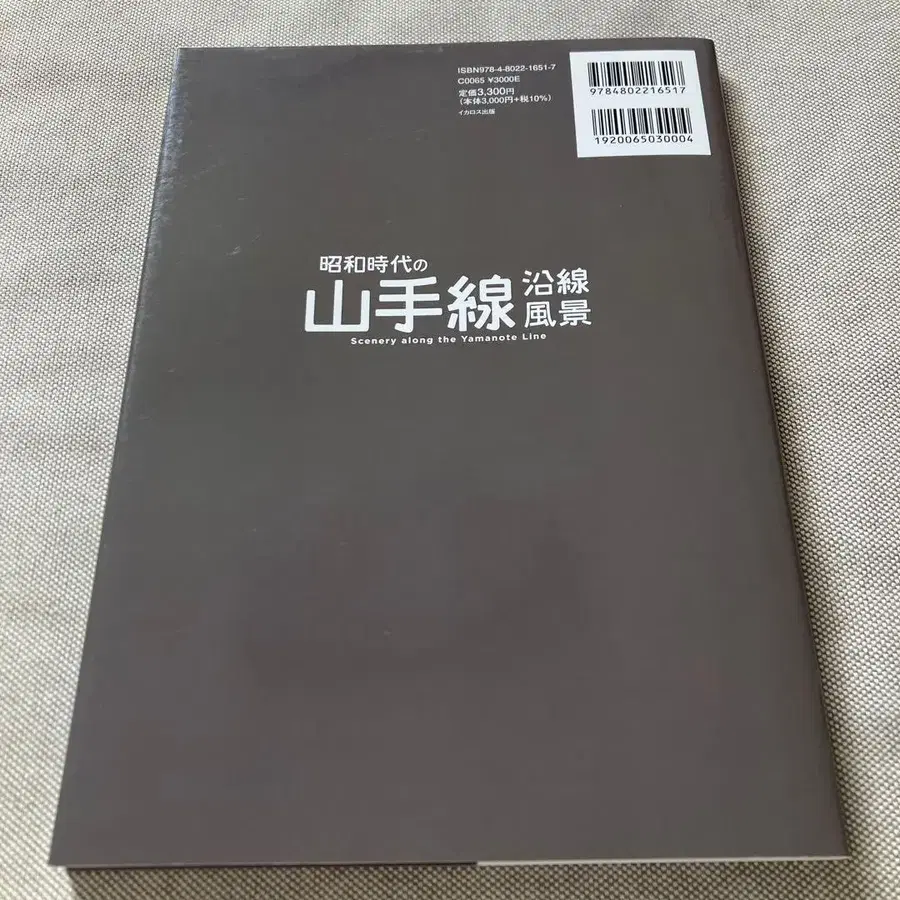 ISBN978-4-8022-1651-7
C0065 ¥3000E
定価3,300円
(本体3,000円+税10%)
イカロス出版
9784802216517
1920065030004
昭和時代の
山手線 沿線風景
Scenery along the Yamanote Line